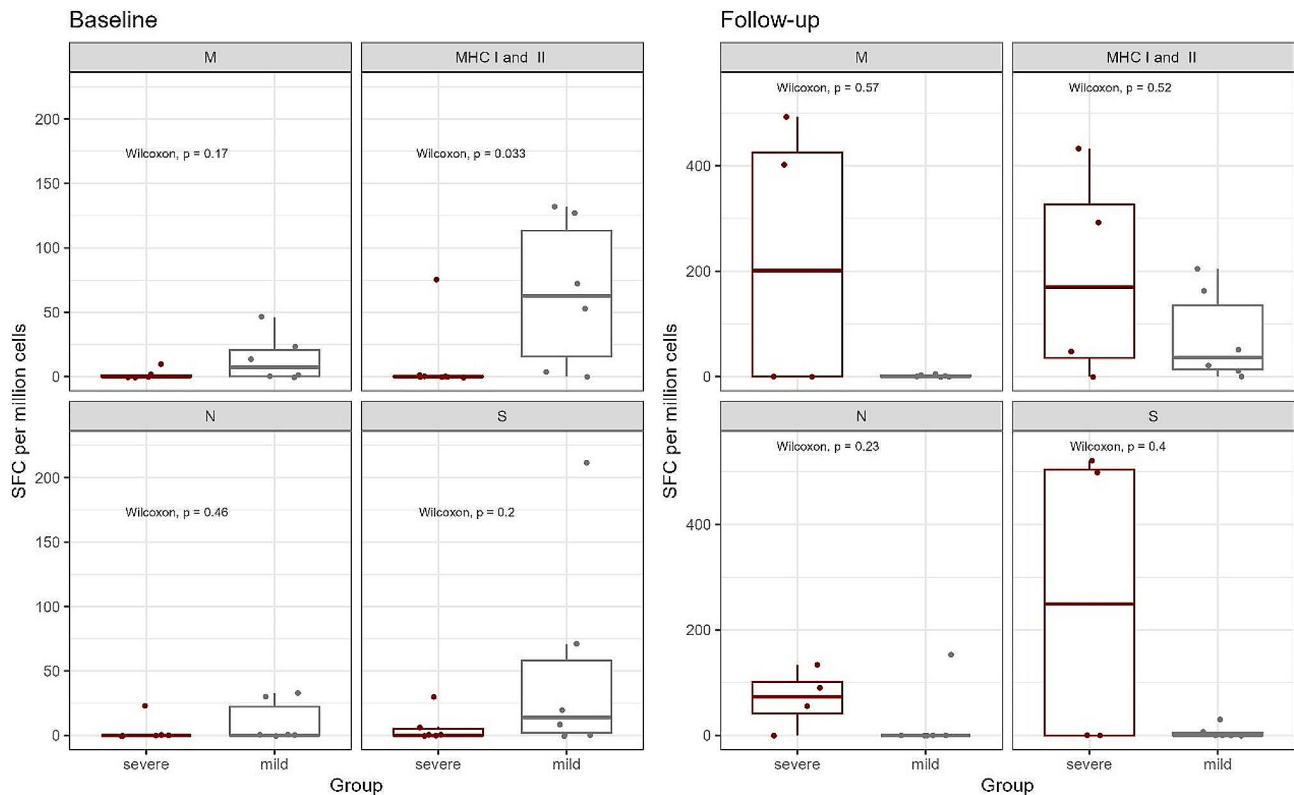 Baseline
Follow-up
M
MHC I and II
M
MHC I and II
Wilcoxon, p = 0.17
Wilcoxon, p = 0.033
Wilcoxon, p = 0.57
Wilcoxon, p = 0.52
200
150
100
50
0
400
200
0
N
S
N
S
Wilcoxon, p = 0.46
Wilcoxon, p = 0.2
Wilcoxon, p = 0.23
Wilcoxon, p = 0.4
200
150
100
50
0
400
200
0
SFC per million cells
SFC per million cells
severe
mild
severe
mild
severe
mild
severe
mild
Group
Group